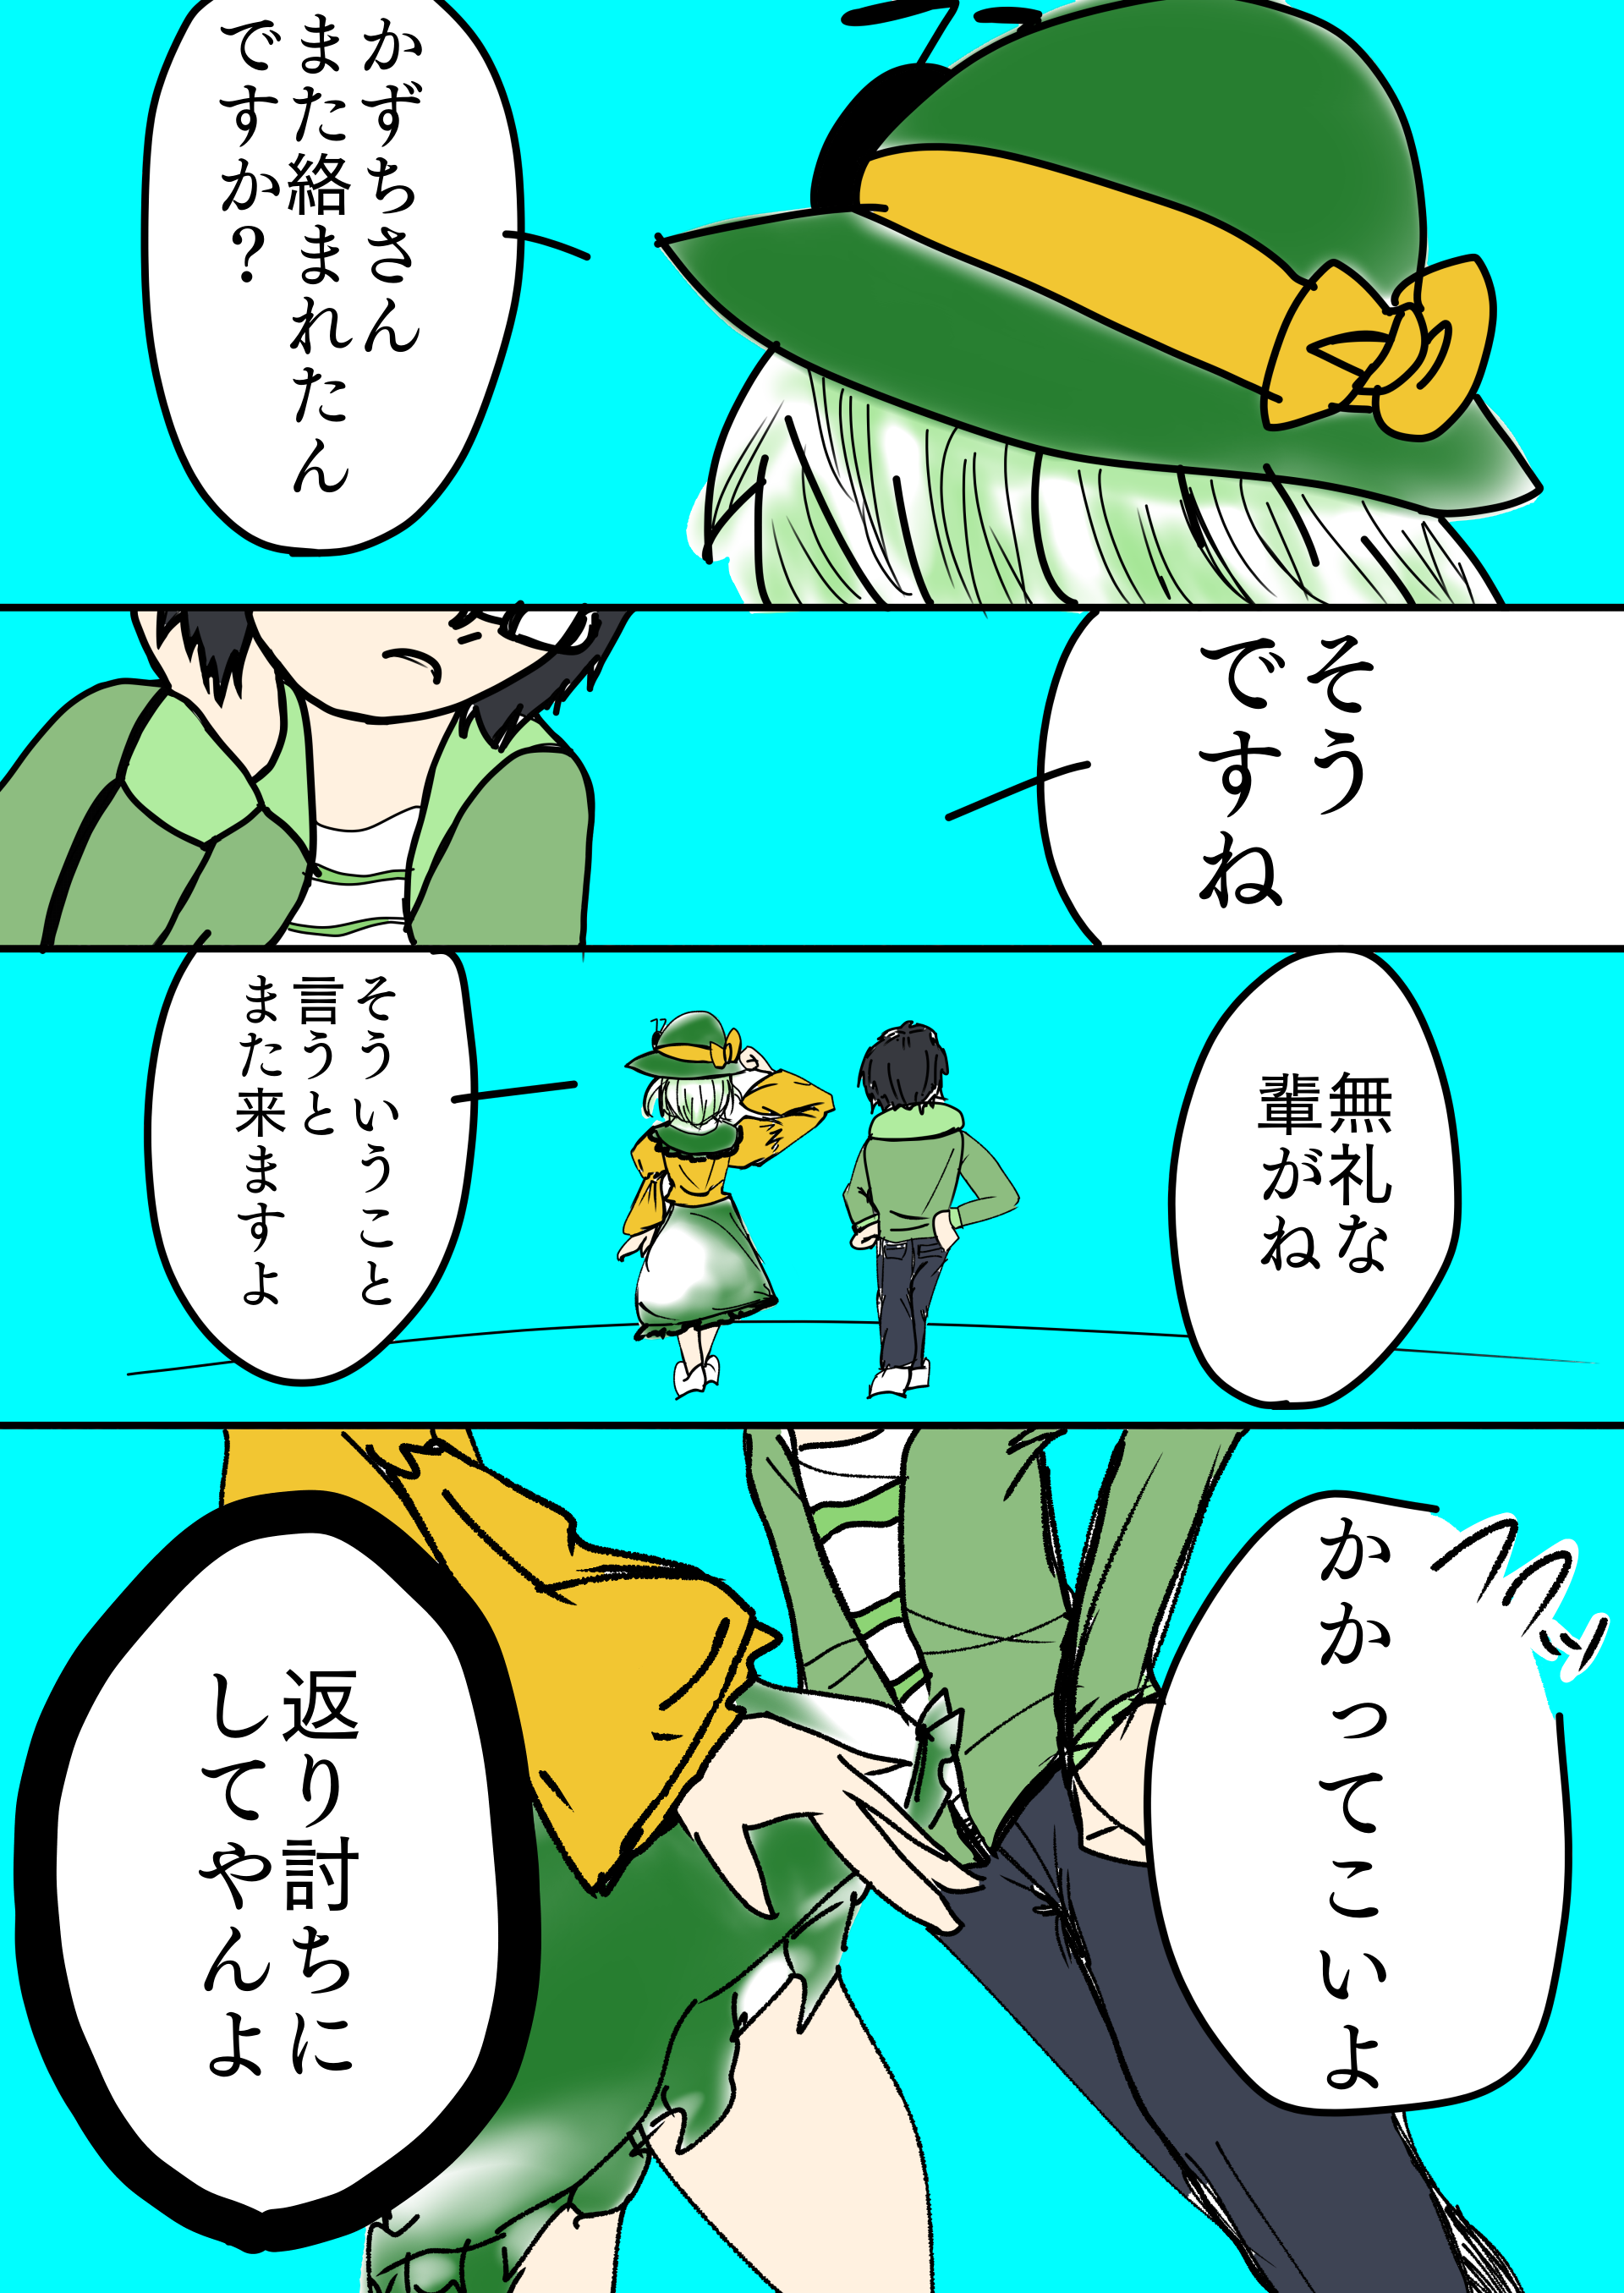 かずちさん
また絡まれたん
ですか？
そう
ですね
無礼な
輩がね
そういうこと
言うと
また来ますよ
かかってこいよ
返り討ちに
してやんよ